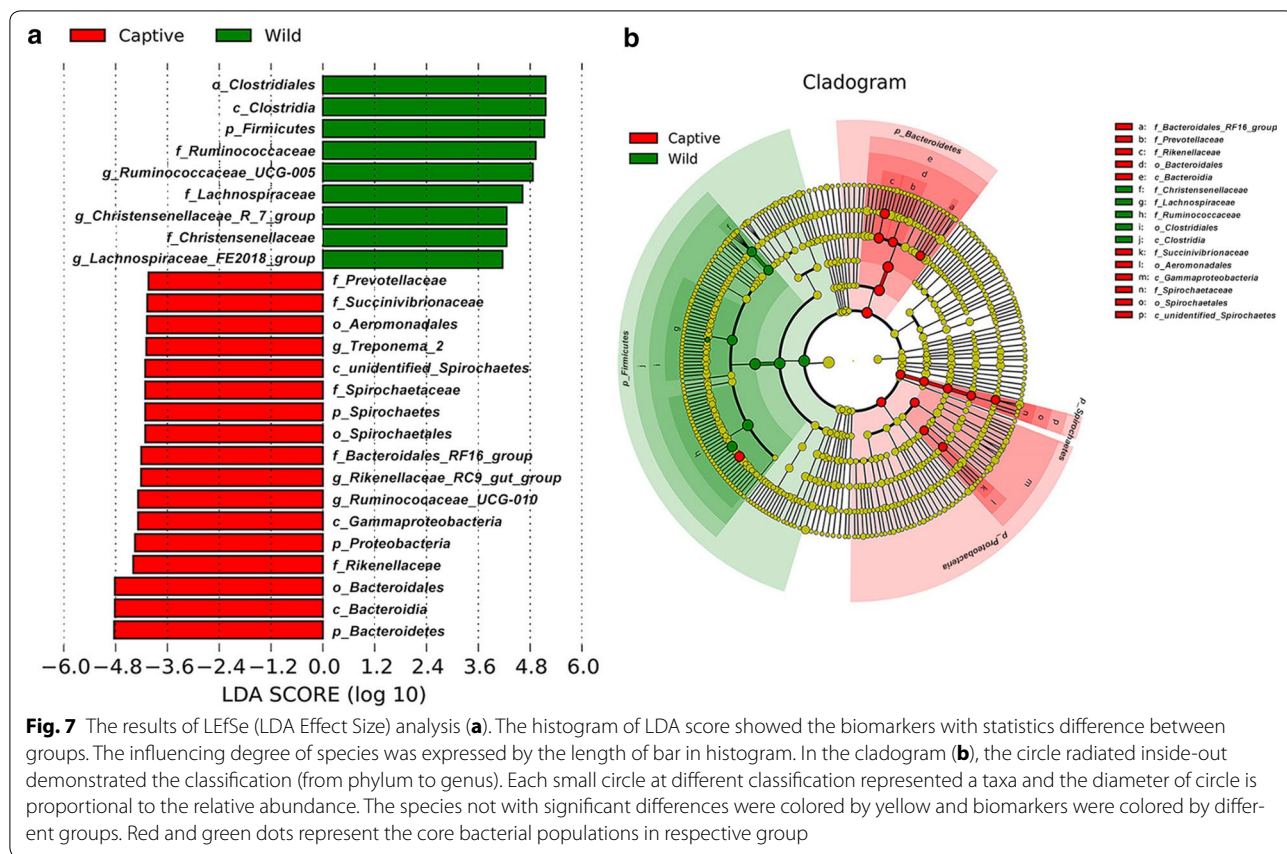 a
Captive
Wild
o_Clostridiales
c_Clostridia
p_Firmicutes
f_Ruminococcaceae
g_Ruminococcaceae_UCG-005
f_Lachnospiraceae
g_Christensenellaceae_R_7_group
f_Christensenellaceae
g_Lachnospiraceae_FE2018_group
f_Prevotellaceae
f_Succinivibrionaceae
o_Aeromonadales
g_Treponema_2
c_unidentified_Spirochaetes
f_Spirochaetaceae
p_Spirochaetes
o_Spirochaetales
f_Bacteroidales_RF16_group
g_Rikenellaceae_RC9_gut_group
g_Ruminococcaceae_UCG-010
c_Gammaproteobacteria
p_Proteobacteria
f_Rikenellaceae
o_Bacteroidales
c_Bacteroidia
p_Bacteroidetes
−6.0 −4.8 −3.6 −2.4 −1.2 0.0 1.2 2.4 3.6 4.8 6.0
LDA SCORE (log 10)
b
Cladogram
Captive
Wild
p_Bacteroidetes
e
d
c
b
a
p_Firmicutes
j
i
g
f
h
n
o
p
p_Spirochaetes
m
k
l
p_Proteobacteria
a: f_Bacteroidales_RF16_group
b: f_Prevotellaceae
c: f_Rikenellaceae
d: o_Bacteroidales
e: c_Bacteroidia
f: f_Christensenellaceae
g: f_Lachnospiraceae
h: f_Ruminococcaceae
i: o_Clostridiales
j: c_Clostridia
k: f_Succinivibrionaceae
l: o_Aeromonadales
m: c_Gammaproteobacteria
n: f_Spirochaetaceae
o: o_Spirochaetales
p: c_unidentified_Spirochaetes
Fig. 7 The results of LEfSe (LDA Effect Size) analysis (a). The histogram of LDA score showed the biomarkers with statistics difference between
groups. The influencing degree of species was expressed by the length of bar in histogram. In the cladogram (b), the circle radiated inside-out
demonstrated the classification (from phylum to genus). Each small circle at different classification represented a taxa and the diameter of circle is
proportional to the relative abundance. The species not with significant differences were colored by yellow and biomarkers were colored by differ-
ent groups. Red and green dots represent the core bacterial populations in respective group